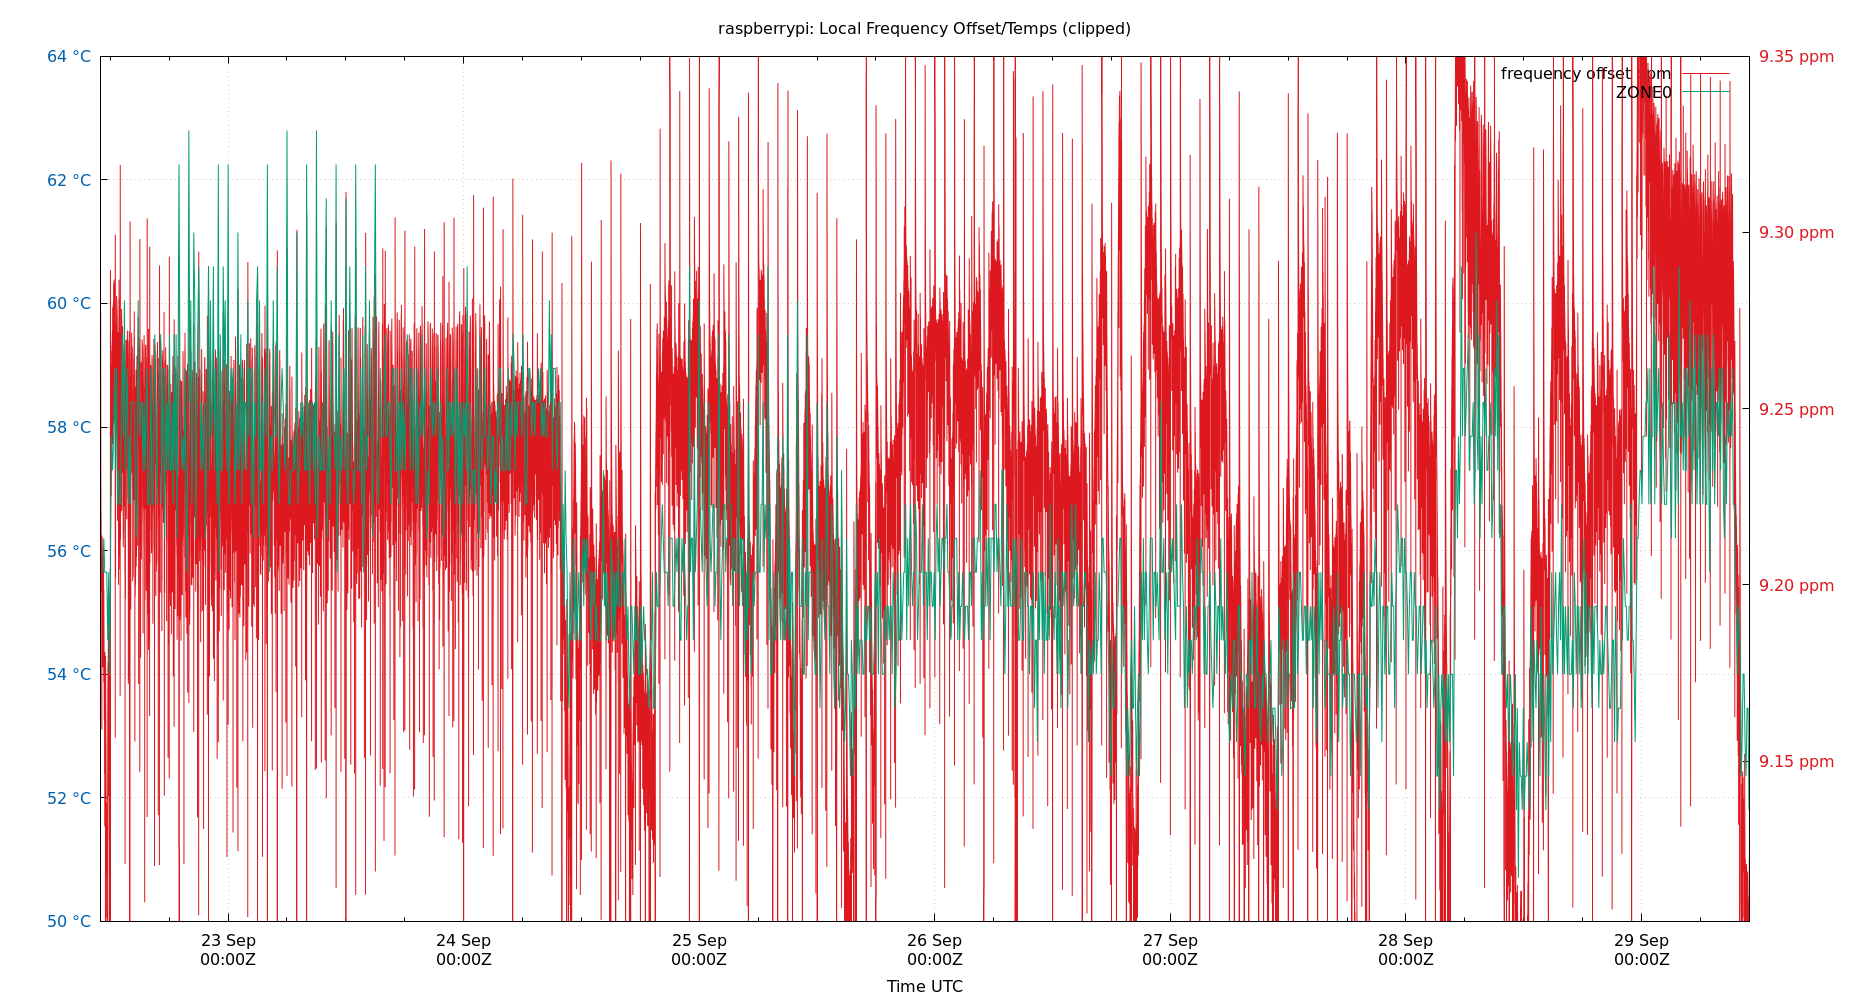 raspberrypi: Local Frequency Offset/Temps (clipped)
64 °C
62 °C
60 °C
58 °C
56 °C
54 °C
52 °C
50 °C
9.35 ppm
9.30 ppm
9.25 ppm
9.20 ppm
9.15 ppm
frequency offset ppm
ZONE0
23 Sep
00:00Z
24 Sep
00:00Z
25 Sep
00:00Z
26 Sep
00:00Z
27 Sep
00:00Z
28 Sep
00:00Z
29 Sep
00:00Z
Time UTC